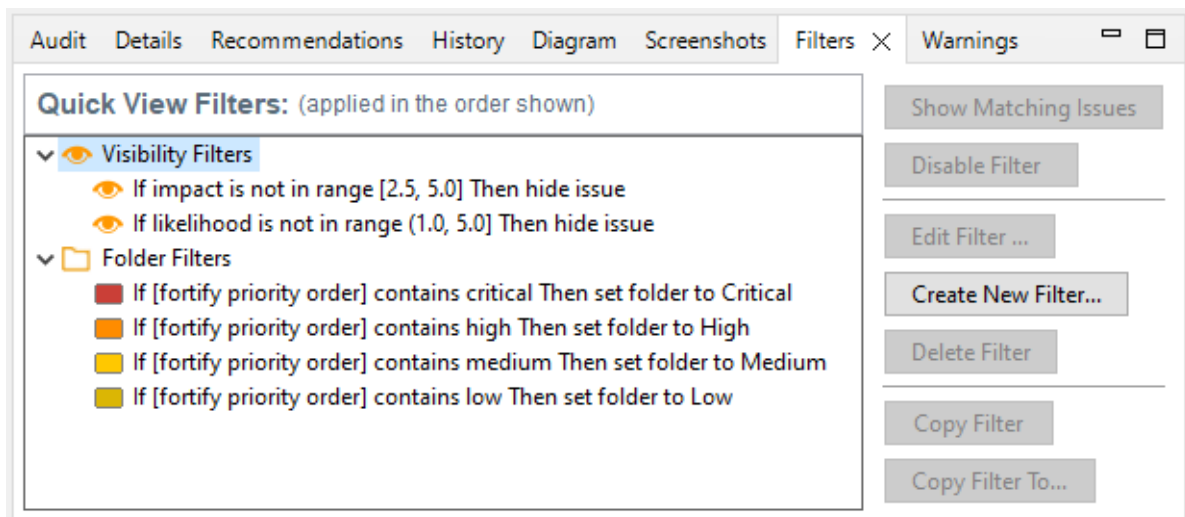 Audit Details Recommendations History Diagram Screenshots Filters Warnings
Quick View Filters: (applied in the order shown)
Visibility Filters
If impact is not in range [2.5, 5.0] Then hide issue
If likelihood is not in range (1.0, 5.0] Then hide issue
Folder Filters
If [fortify priority order] contains critical Then set folder to Critical
If [fortify priority order] contains high Then set folder to High
If [fortify priority order] contains medium Then set folder to Medium
If [fortify priority order] contains low Then set folder to Low
Show Matching Issues
Disable Filter
Edit Filter ...
Create New Filter...
Delete Filter
Copy Filter
Copy Filter To...